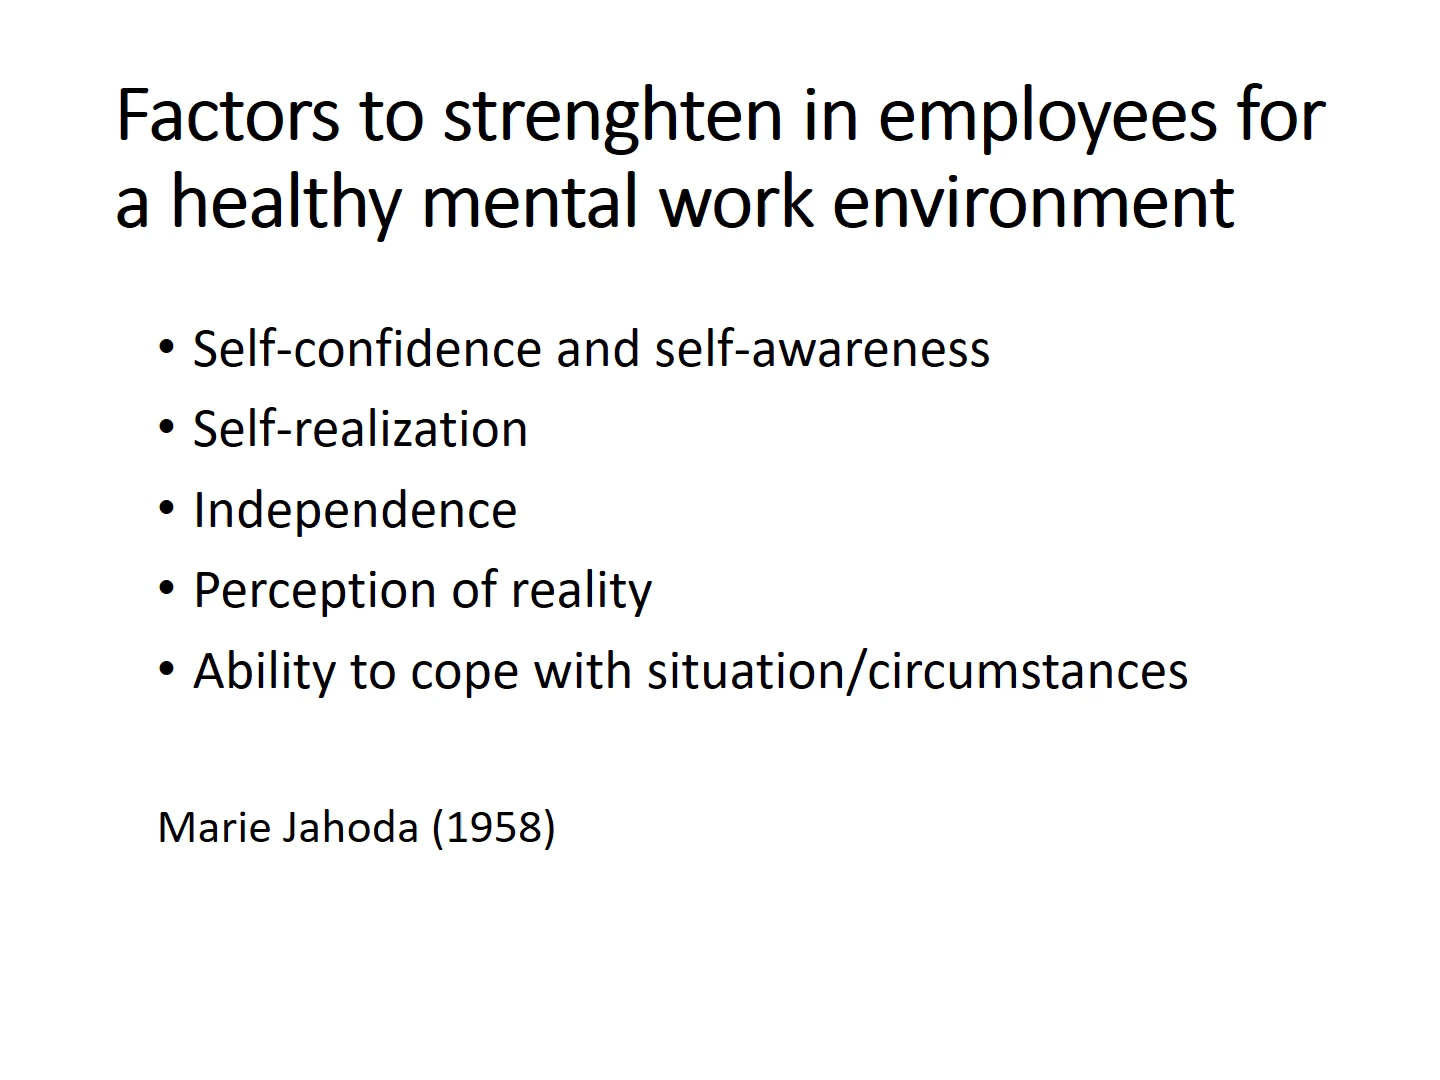 Factors to strenghten in employees for
a healthy mental work environment
• Self-confidence and self-awareness
• Self-realization
• Independence
• Perception of reality
• Ability to cope with situation/circumstances
Marie Jahoda (1958)